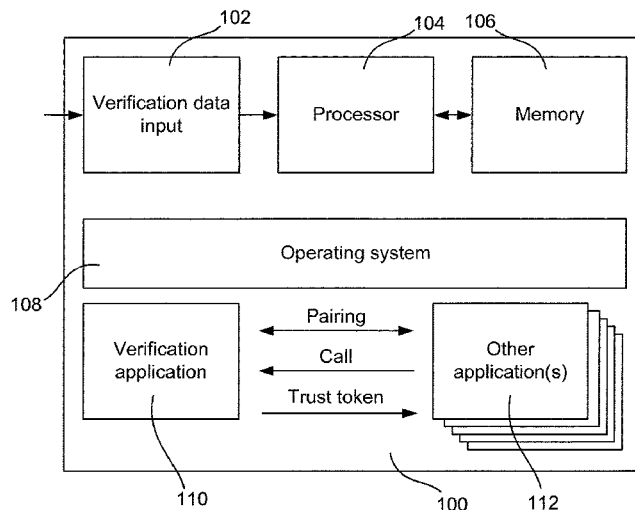 102
104
106
Verification data
input
Processor
Memory
Operating system
108
Pairing
Verification
application
Call
Other
application(s)
Trust token
110
100
112